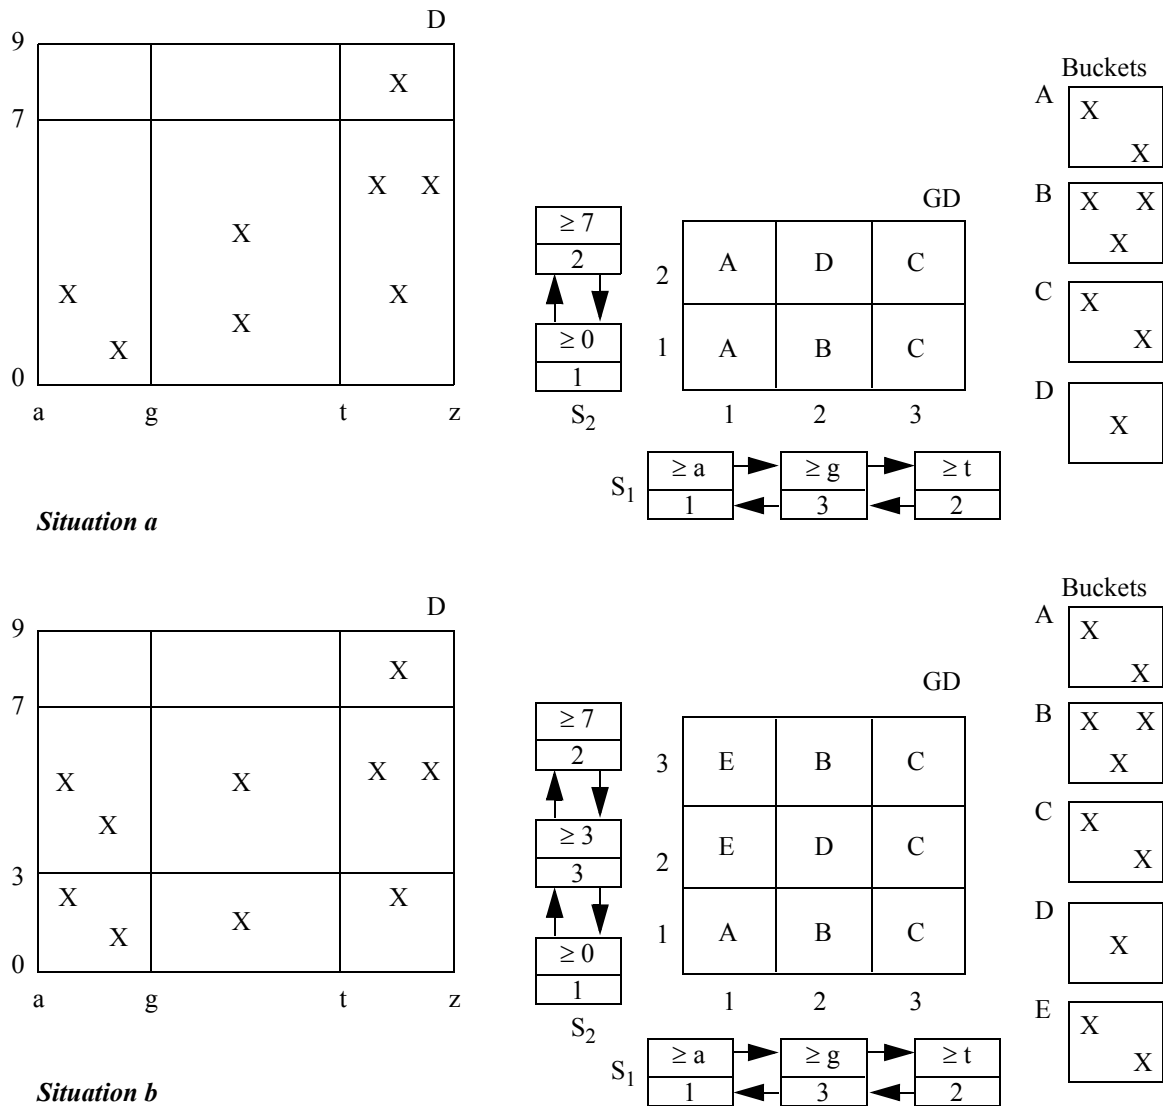 D
9
X
7
X X
X
X
X
X
X
0
a g t z
≥ 7
2
≥ 0
1
S2
GD
2 A D C
1 A B C
1 2 3
S1
≥ a ≥ g ≥ t
1 3 2
Buckets
A
X
X
B
X X
X
C
X
X
D
X
Situation a
D
9
X
7
X X
X
X
X
3
X
X
X
X
0
a g t z
≥ 7
2
≥ 3
3
≥ 0
1
S2
GD
3 E B C
2 E D C
1 A B C
1 2 3
S1
≥ a ≥ g ≥ t
1 3 2
Buckets
A
X
X
B
X X
X
C
X
X
D
X
E
X
X
Situation b